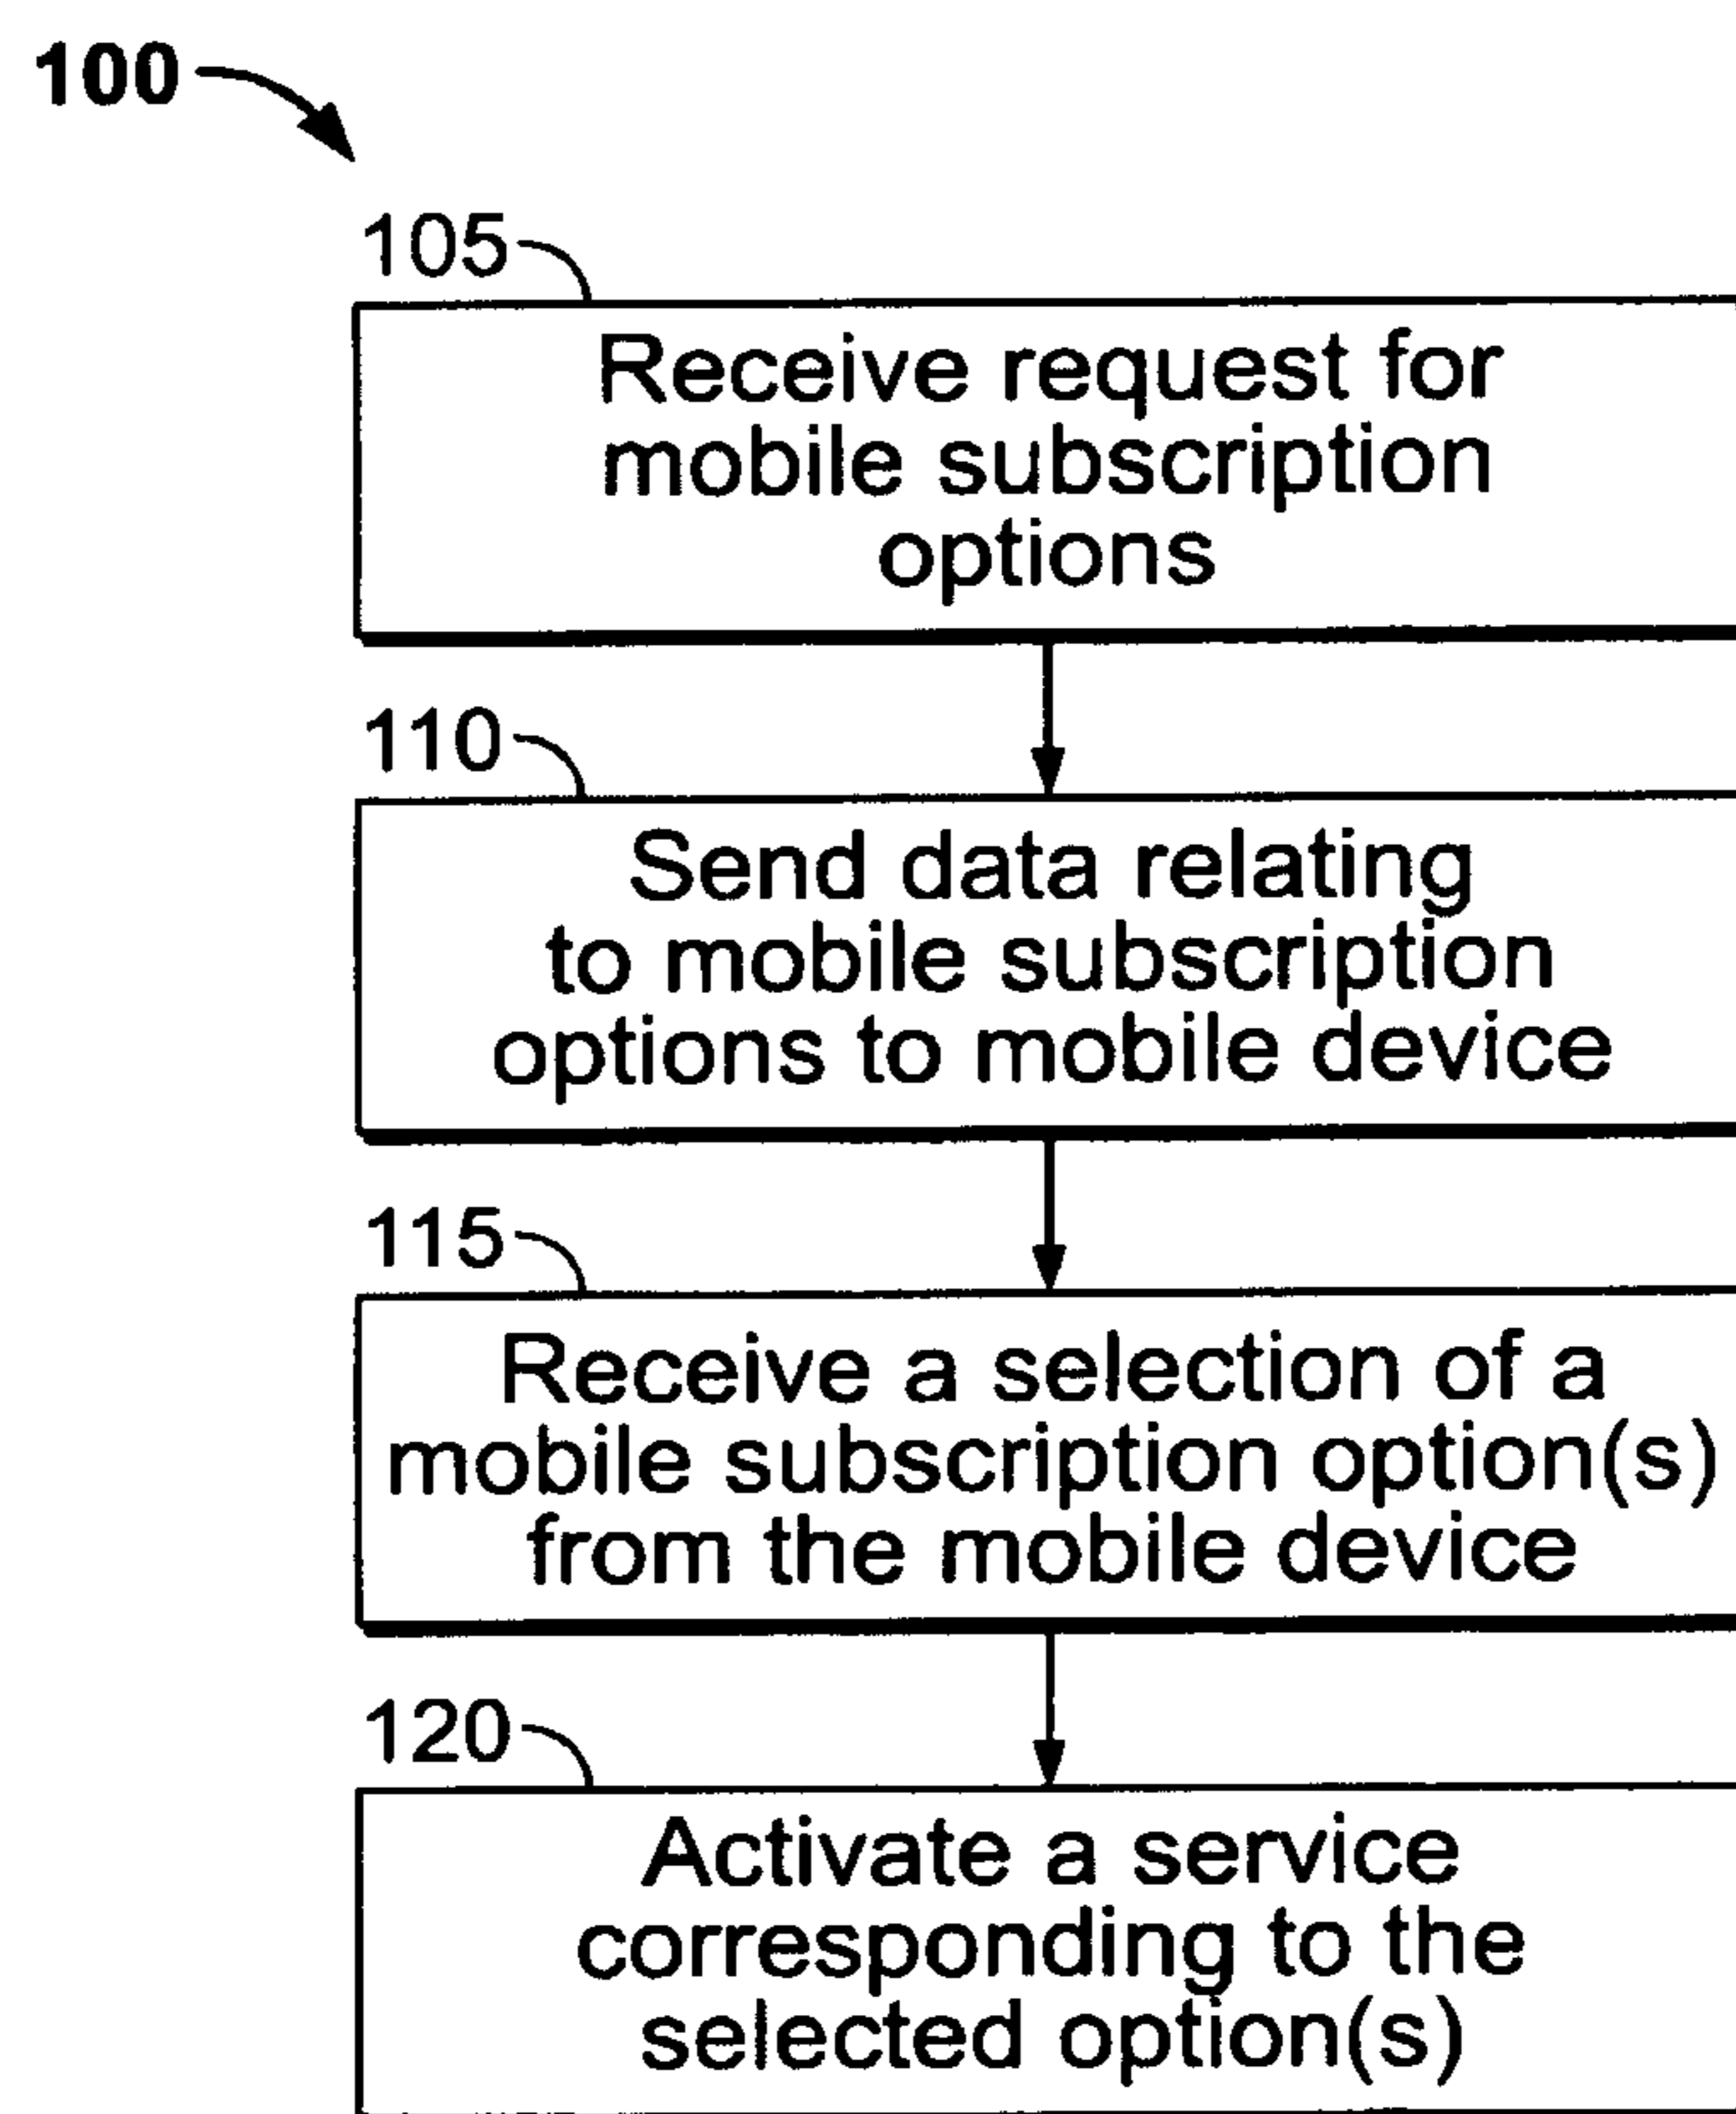 100
105
Receive request for
mobile subscription
options
110
Send data relating
to mobile subscription
options to mobile device
115
Receive a selection of a
mobile subscription option(s)
from the mobile device
120
Activate a service
corresponding to the
selected option(s)